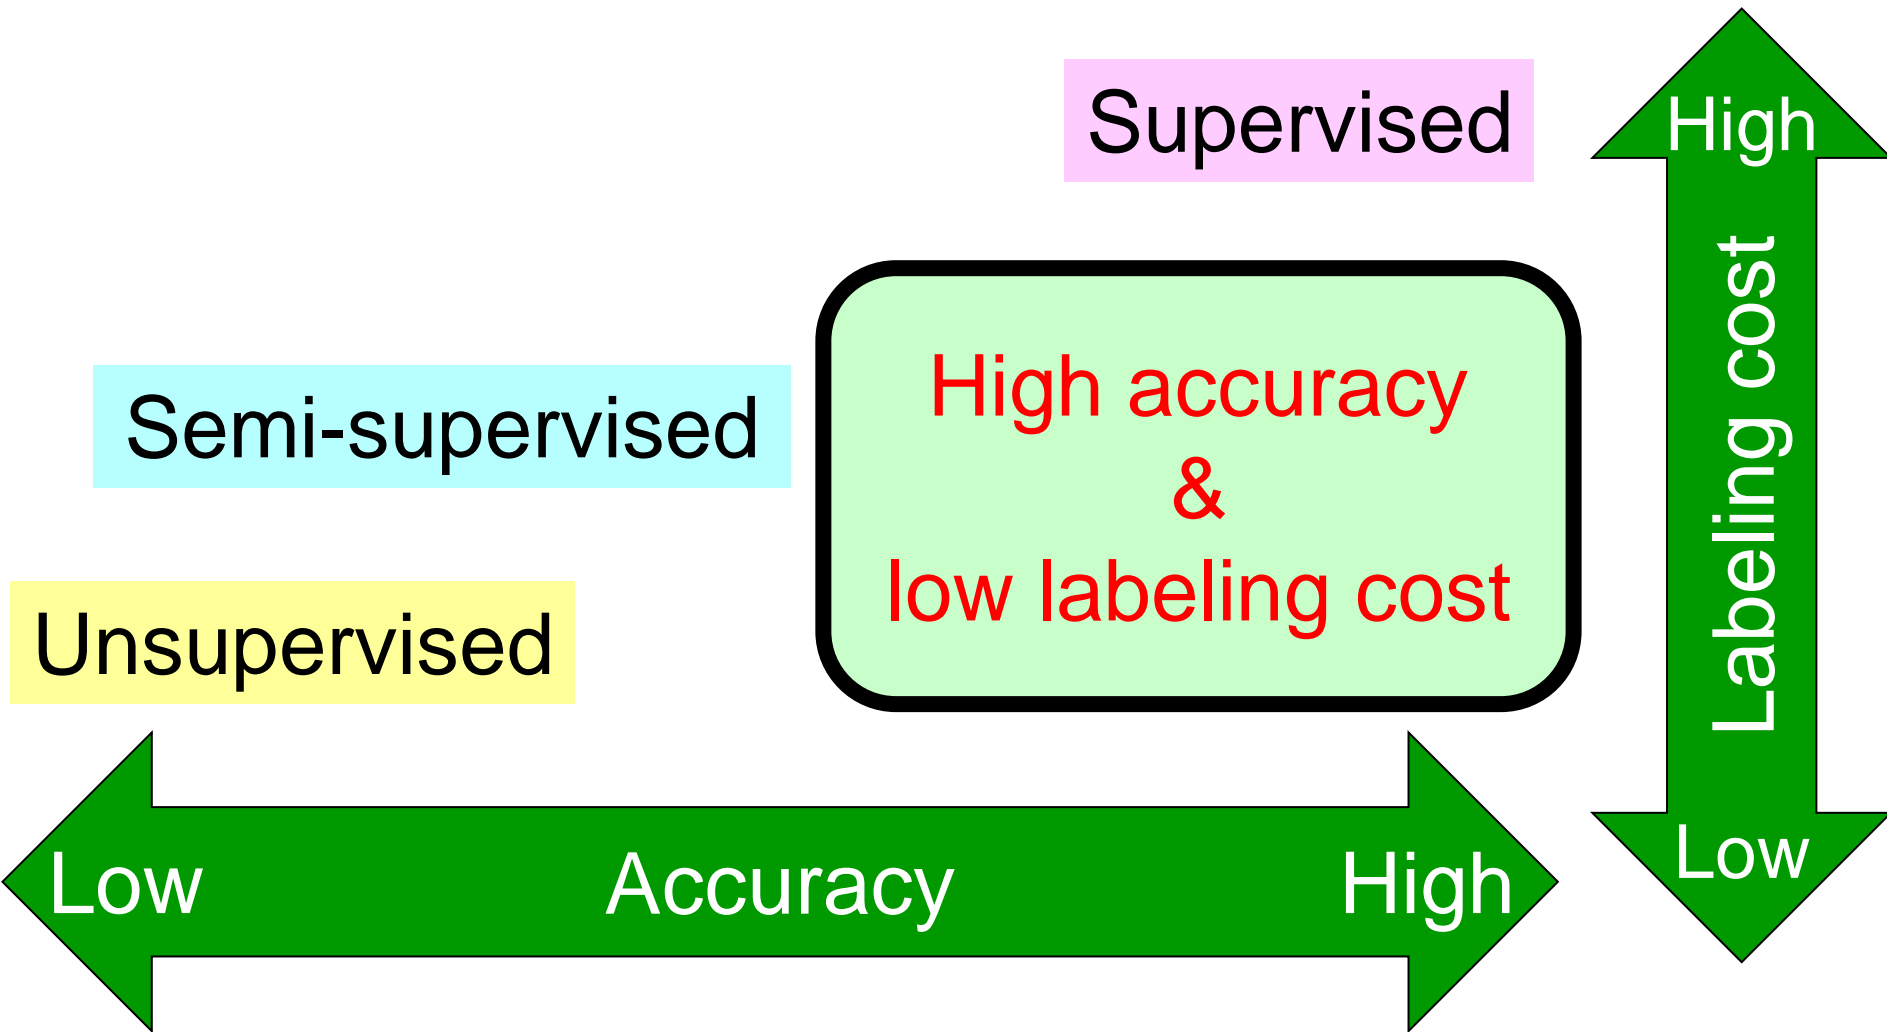 Supervised
High
Labeling cost
Low
High accuracy
&
low labeling cost
Semi-supervised
Unsupervised
Low
Accuracy
High